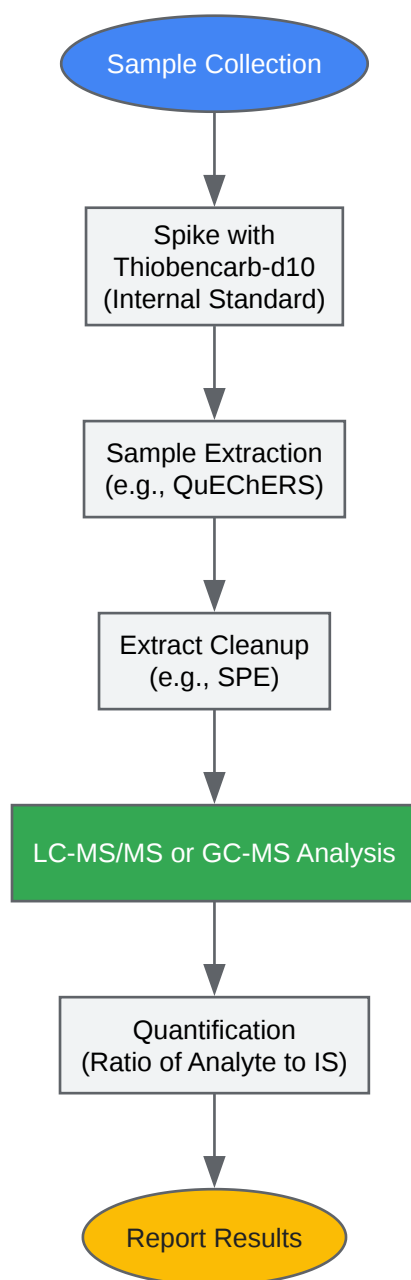 Sample Collection
Spike with
Thiobencarb-d10
(Internal Standard)
Sample Extraction
(e.g., QuEChERS)
Extract Cleanup
(e.g., SPE)
LC-MS/MS or GC-MS Analysis
Quantification
(Ratio of Analyte to IS)
Report Results